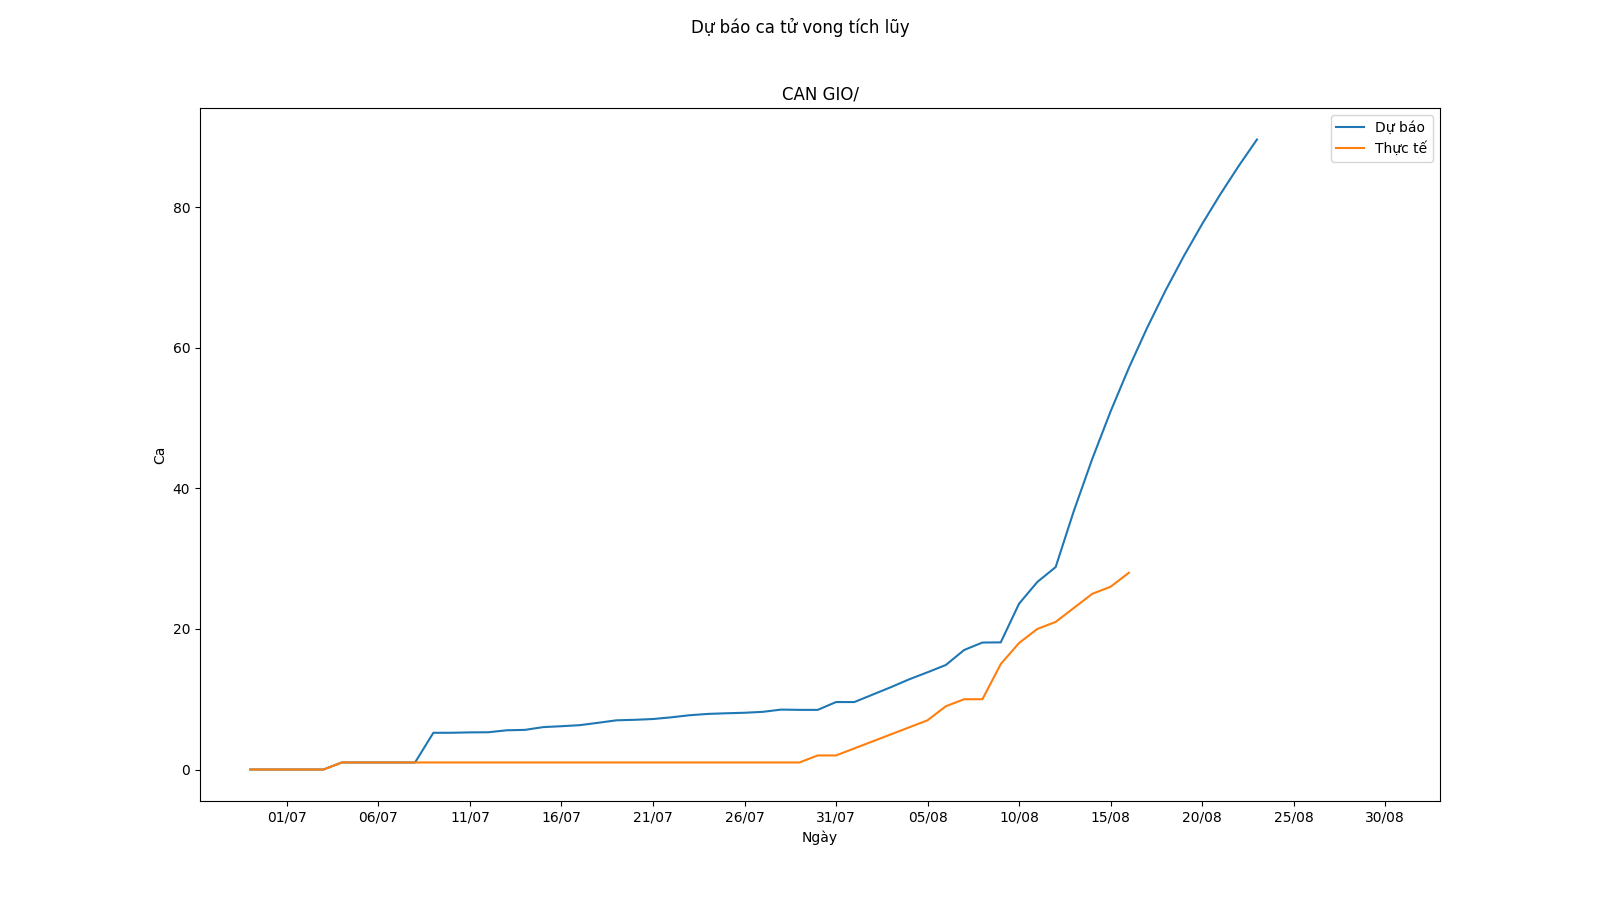 Dự báo ca tử vong tích lũy
CAN GIO/
Dự báo
Thực tế
80
60
40
20
0
Ca
01/07 06/07 11/07 16/07 21/07 26/07 31/07 05/08 10/08 15/08 20/08 25/08 30/08
Ngày